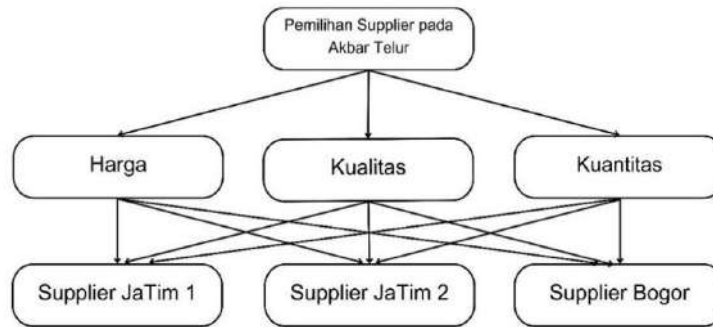 Pemilihan Supplier pada
Akbar Telur
Harga
Kualitas
Kuantitas
Supplier JaTim 1
Supplier JaTim 2
Supplier Bogor